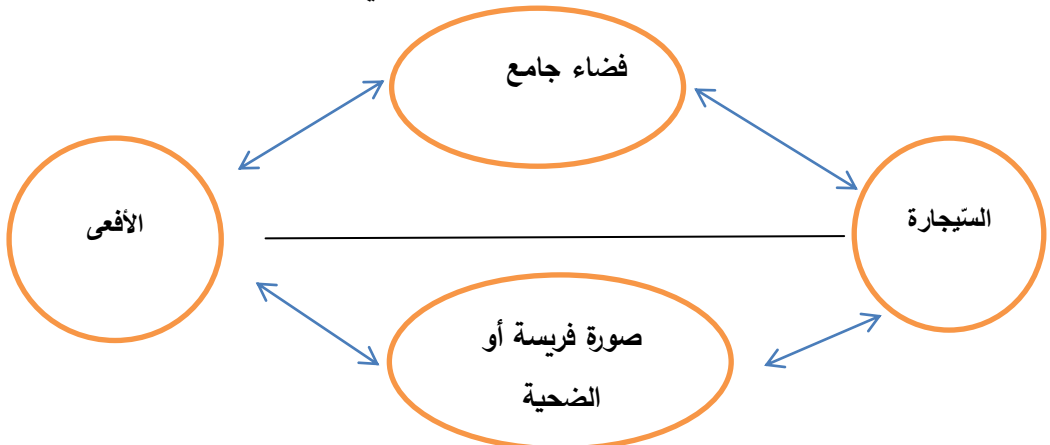 فضاء جامع
السّيجارة
الأفعى
صورة فريسة أو
الضحية